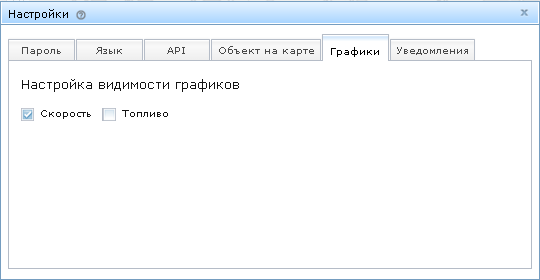 Настройки
Пароль Язык API Объект на карте Графики Уведомления
Настройка видимости графиков
Скорость Топливо